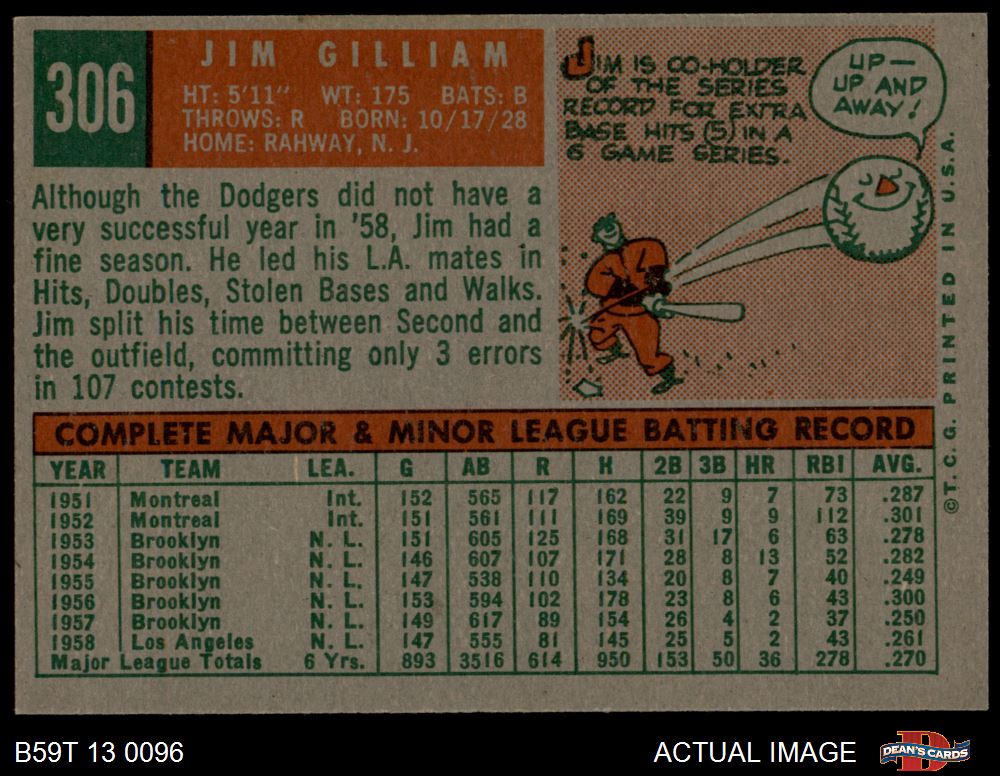 306
JIM GILLIAM
HT: 5'11" WT: 175 BATS: B
THROWS: R BORN: 10/17/28
HOME: RAHWAY, N. J.
JIM IS CO-HOLDER
OF THE SERIES
RECORD FOR EXTRA
BASE HITS (5) IN A
6 GAME SERIES.
UP—
UP AND
AWAY!
Although the Dodgers did not have a
very successful year in '58, Jim had a
fine season. He led his L.A. mates in
Hits, Doubles, Stolen Bases and Walks.
Jim split his time between Second and
the outfield, committing only 3 errors
in 107 contests.
COMPLETE MAJOR & MINOR LEAGUE BATTING RECORD
YEAR TEAM LEA. G AB R H 2B 3B HR RBI AVG.
1951 Montreal Int. 152 565 117 162 22 9 7 73 .287
1952 Montreal Int. 151 561 111 169 39 9 9 112 .301
1953 Brooklyn N. L. 151 605 125 168 31 17 6 63 .278
1954 Brooklyn N. L. 146 607 107 171 28 8 13 52 .282
1955 Brooklyn N. L. 147 538 110 134 20 8 7 40 .249
1956 Brooklyn N. L. 153 594 102 178 23 8 6 43 .300
1957 Brooklyn N. L. 149 617 89 154 26 4 2 37 .250
1958 Los Angeles N. L. 147 555 81 145 25 5 2 43 .261
Major League Totals 6 Yrs. 893 3516 614 950 153 50 36 278 .270
©T. C. G. PRINTED IN U.S.A.
B59T 13 0096
ACTUAL IMAGE
D
DEAN'S CARDS